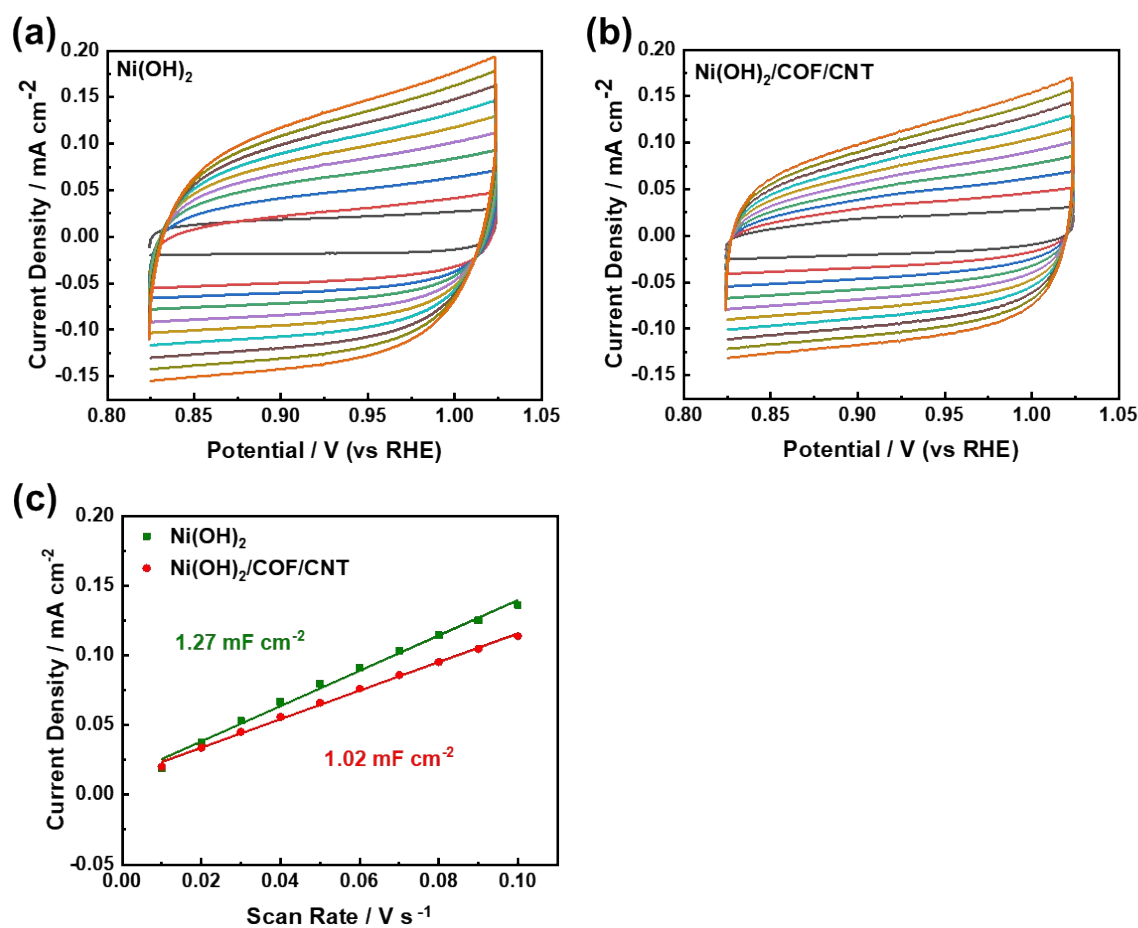 (a)
Ni(OH)2
0.20
0.15
0.10
0.05
0.00
-0.05
-0.10
-0.15
Current Density / mA cm-2
0.80 0.85 0.90 0.95 1.00 1.05
Potential / V (vs RHE)
(b)
Ni(OH)2/COF/CNT
0.20
0.15
0.10
0.05
0.00
-0.05
-0.10
-0.15
Current Density / mA cm-2
0.80 0.85 0.90 0.95 1.00 1.05
Potential / V (vs RHE)
(c)
Ni(OH)2
Ni(OH)2/COF/CNT
1.27 mF cm-2
1.02 mF cm-2
0.20
0.15
0.10
0.05
0.00
-0.05
Current Density / mA cm-2
0.00 0.02 0.04 0.06 0.08 0.10
Scan Rate / V s-1